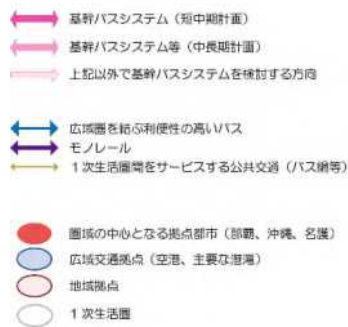 基幹バスシステム（短中期計画）
基幹バスシステム等（中長期計画）
上記以外で基幹バスシステムを検討する方向
広域圏を結ぶ利便性の高いバス
モノレール
１次生活圏間をサービスする公共交通（バス網等）
圏域の中心となる拠点都市（那覇、沖縄、名護）
広域交通拠点（空港、主要な港湾）
地域拠点
１次生活圏